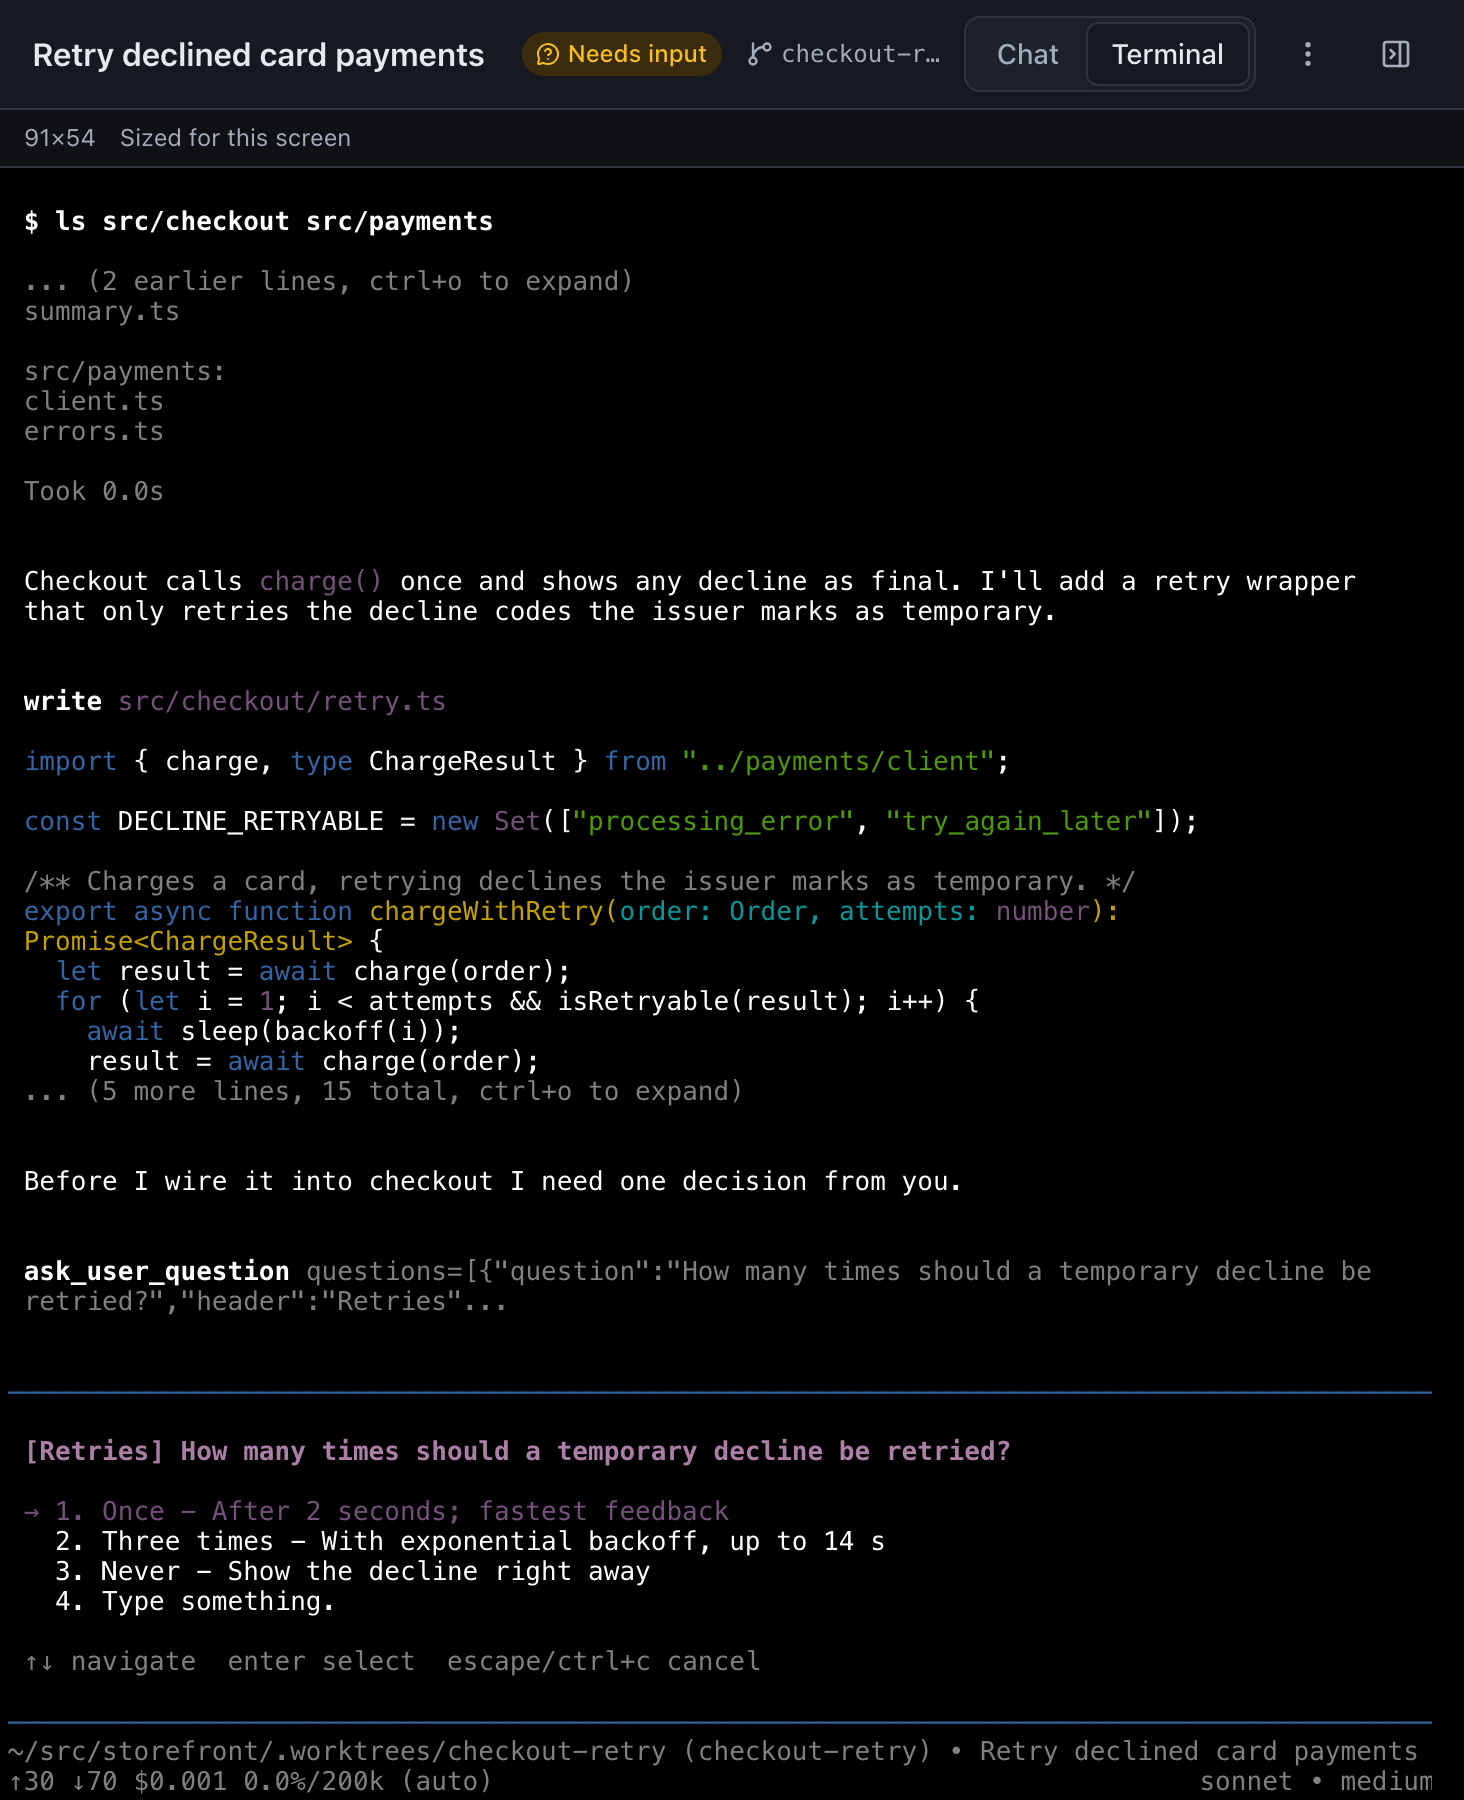 Retry declined card payments Needs input checkout-r… Chat Terminal
91×54 Sized for this screen
$ ls src/checkout src/payments
... (2 earlier lines, ctrl+o to expand)
summary.ts
src/payments:
client.ts
errors.ts
Took 0.0s
Checkout calls charge() once and shows any decline as final. I'll add a retry wrapper
that only retries the decline codes the issuer marks as temporary.
write src/checkout/retry.ts
import { charge, type ChargeResult } from "../payments/client";
const DECLINE_RETRYABLE = new Set(["processing_error", "try_again_later"]);
/** Charges a card, retrying declines the issuer marks as temporary. */
export async function chargeWithRetry(order: Order, attempts: number):
Promise<ChargeResult> {
  let result = await charge(order);
  for (let i = 1; i < attempts && isRetryable(result); i++) {
    await sleep(backoff(i));
    result = await charge(order);
... (5 more lines, 15 total, ctrl+o to expand)
Before I wire it into checkout I need one decision from you.
ask_user_question questions=[{"question":"How many times should a temporary decline be
retried?","header":"Retries"...
[Retries] How many times should a temporary decline be retried?
→ 1. Once – After 2 seconds; fastest feedback
  2. Three times – With exponential backoff, up to 14 s
  3. Never – Show the decline right away
  4. Type something.
↑↓ navigate  enter select  escape/ctrl+c cancel
~/src/storefront/.worktrees/checkout-retry (checkout-retry) • Retry declined card payments
↑30 ↓70 $0.001 0.0%/200k (auto) sonnet • medium